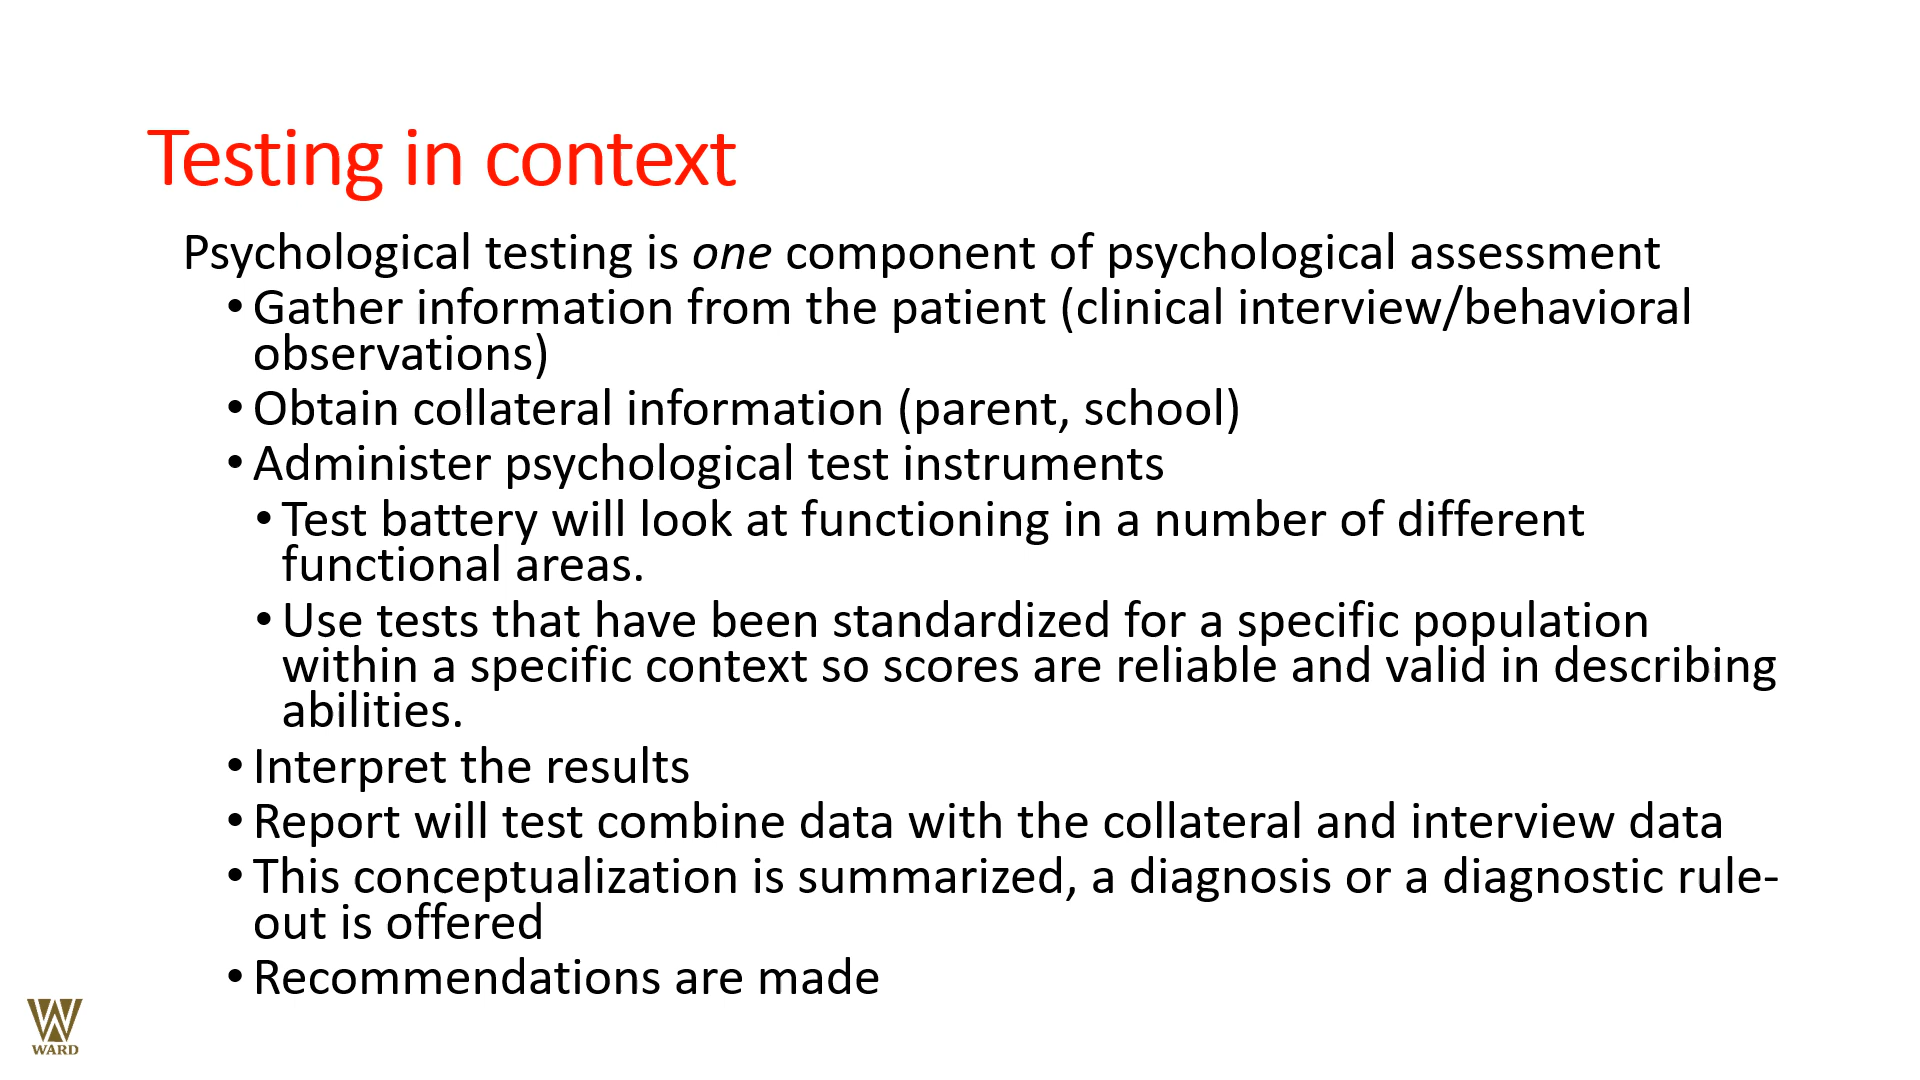 Testing in context
Psychological testing is one component of psychological assessment
• Gather information from the patient (clinical interview/behavioral
observations)
• Obtain collateral information (parent, school)
• Administer psychological test instruments
• Test battery will look at functioning in a number of different
functional areas.
• Use tests that have been standardized for a specific population
within a specific context so scores are reliable and valid in describing
abilities.
• Interpret the results
• Report will test combine data with the collateral and interview data
• This conceptualization is summarized, a diagnosis or a diagnostic rule-
out is offered
• Recommendations are made
WARD